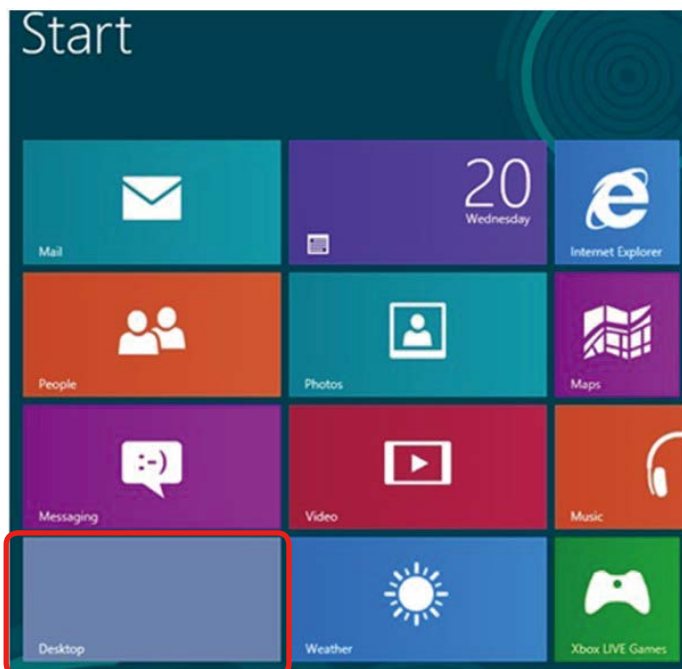 Start
Mail
20
Wednesday
Internet Explorer
People
Photos
Maps
:-)
Messaging
Video
Music
Desktop
Weather
Xbox LIVE Games